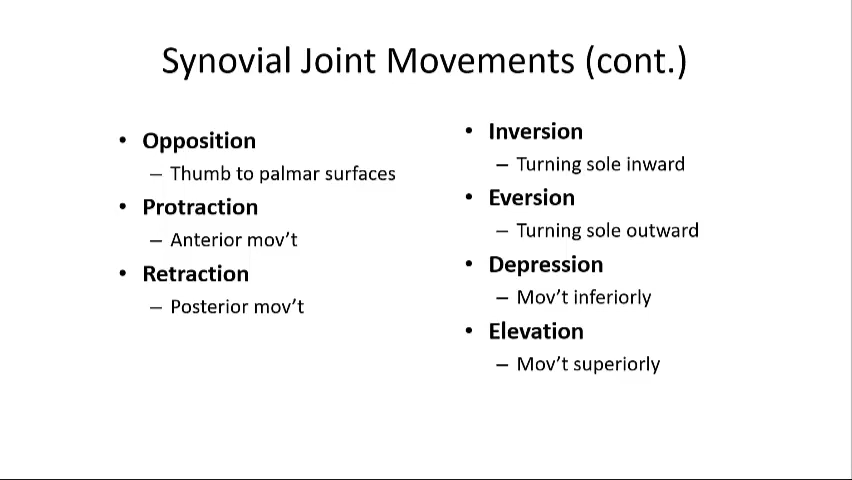 Synovial Joint Movements (cont.)
• Opposition
– Thumb to palmar surfaces
• Protraction
– Anterior mov't
• Retraction
– Posterior mov't
• Inversion
– Turning sole inward
• Eversion
– Turning sole outward
• Depression
– Mov't inferiorly
• Elevation
– Mov't superiorly